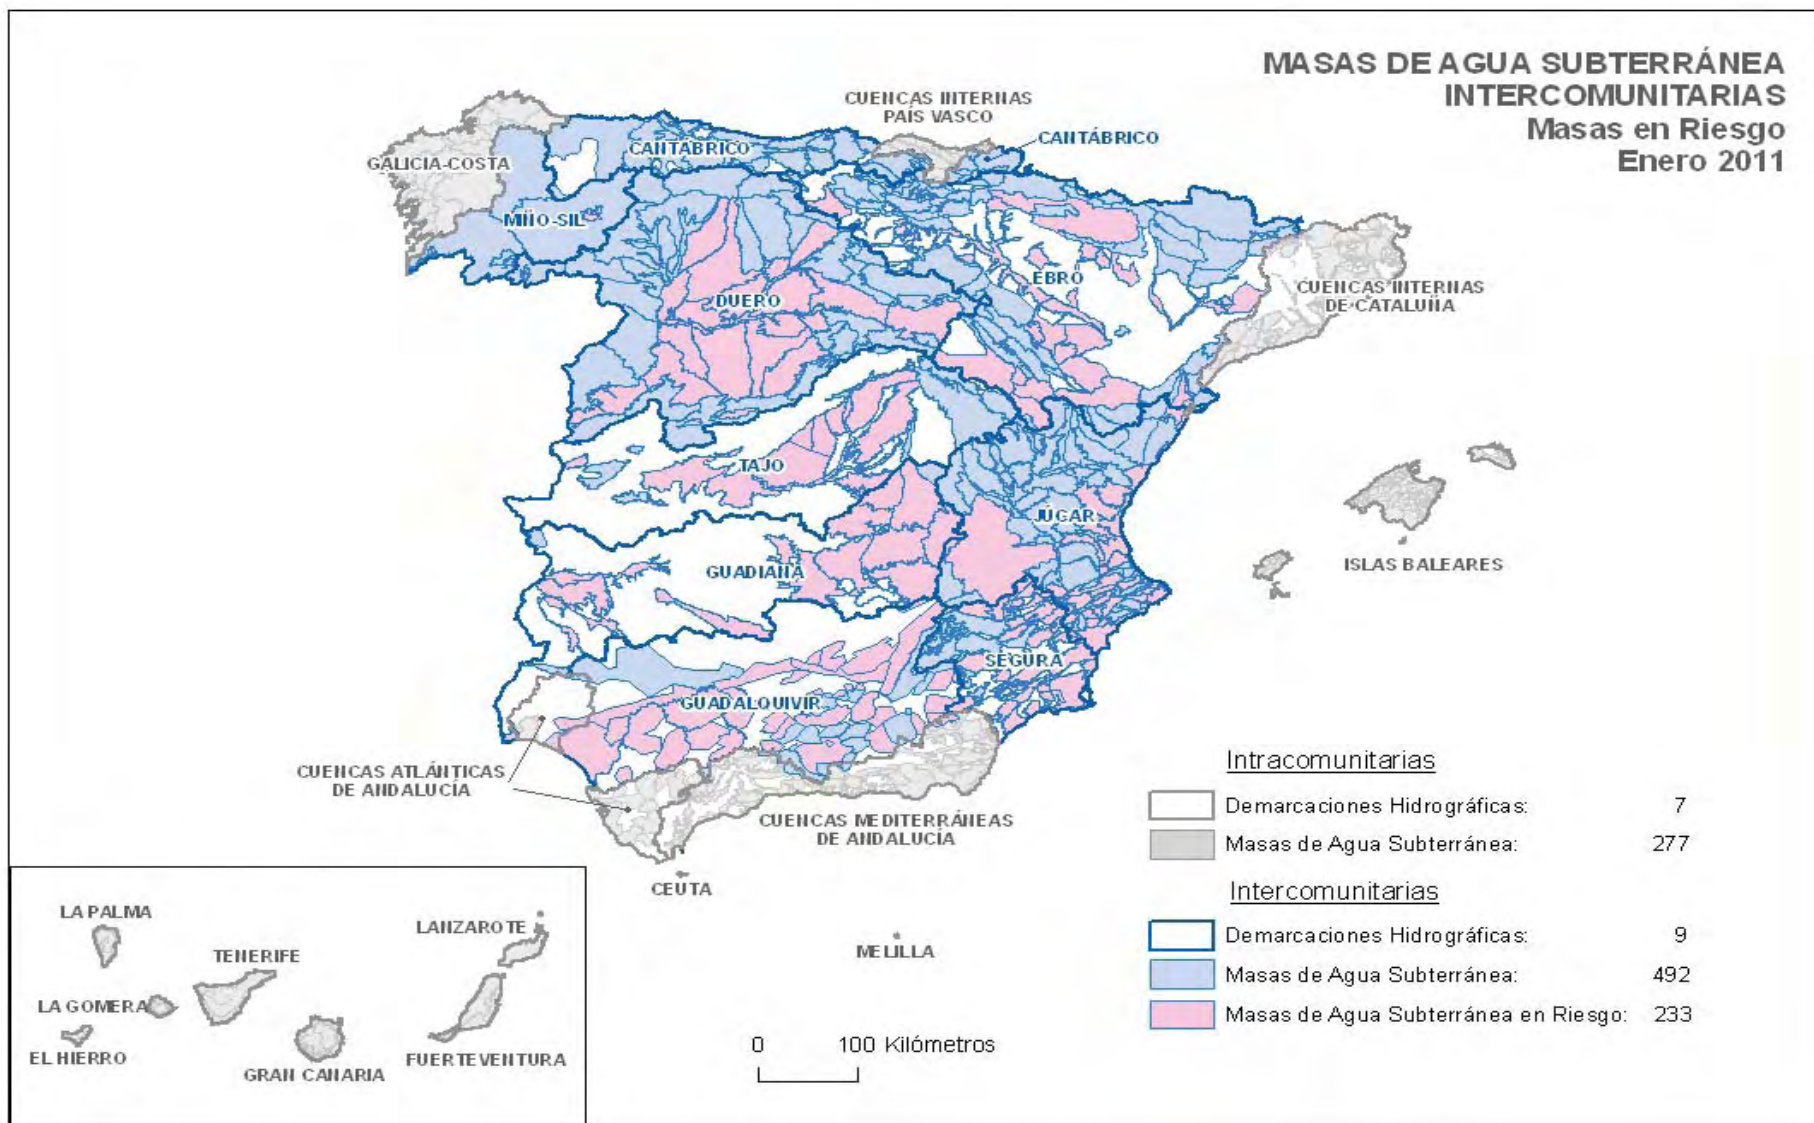 MASAS DE AGUA SUBTERRÁNEA
INTERCOMUNITARIAS
Masas en Riesgo
Enero 2011
CUENCAS INTERNAS
PAÍS VASCO
CANTÁBRICO
CANTÁBRICO
GALICIA-COSTA
MIÑO-SIL
EBRO
DUERO
CUENCAS INTERNAS
DE CATALUÑA
TAJO
JÚCAR
GUADIANA
ISLAS BALEARES
SEGURA
GUADALQUIVIR
CUENCAS ATLÁNTICAS
DE ANDALUCÍA
CUENCAS MEDITERRÁNEAS
DE ANDALUCÍA
CEUTA
MELILLA
Intracomunitarias
Demarcaciones Hidrográficas: 7
Masas de Agua Subterránea: 277
Intercomunitarias
Demarcaciones Hidrográficas: 9
Masas de Agua Subterránea: 492
Masas de Agua Subterránea en Riesgo: 233
LA PALMA
LANZAROTE
TENERIFE
LA GOMERA
EL HIERRO
GRAN CANARIA
FUERTEVENTURA
0 100 Kilómetros